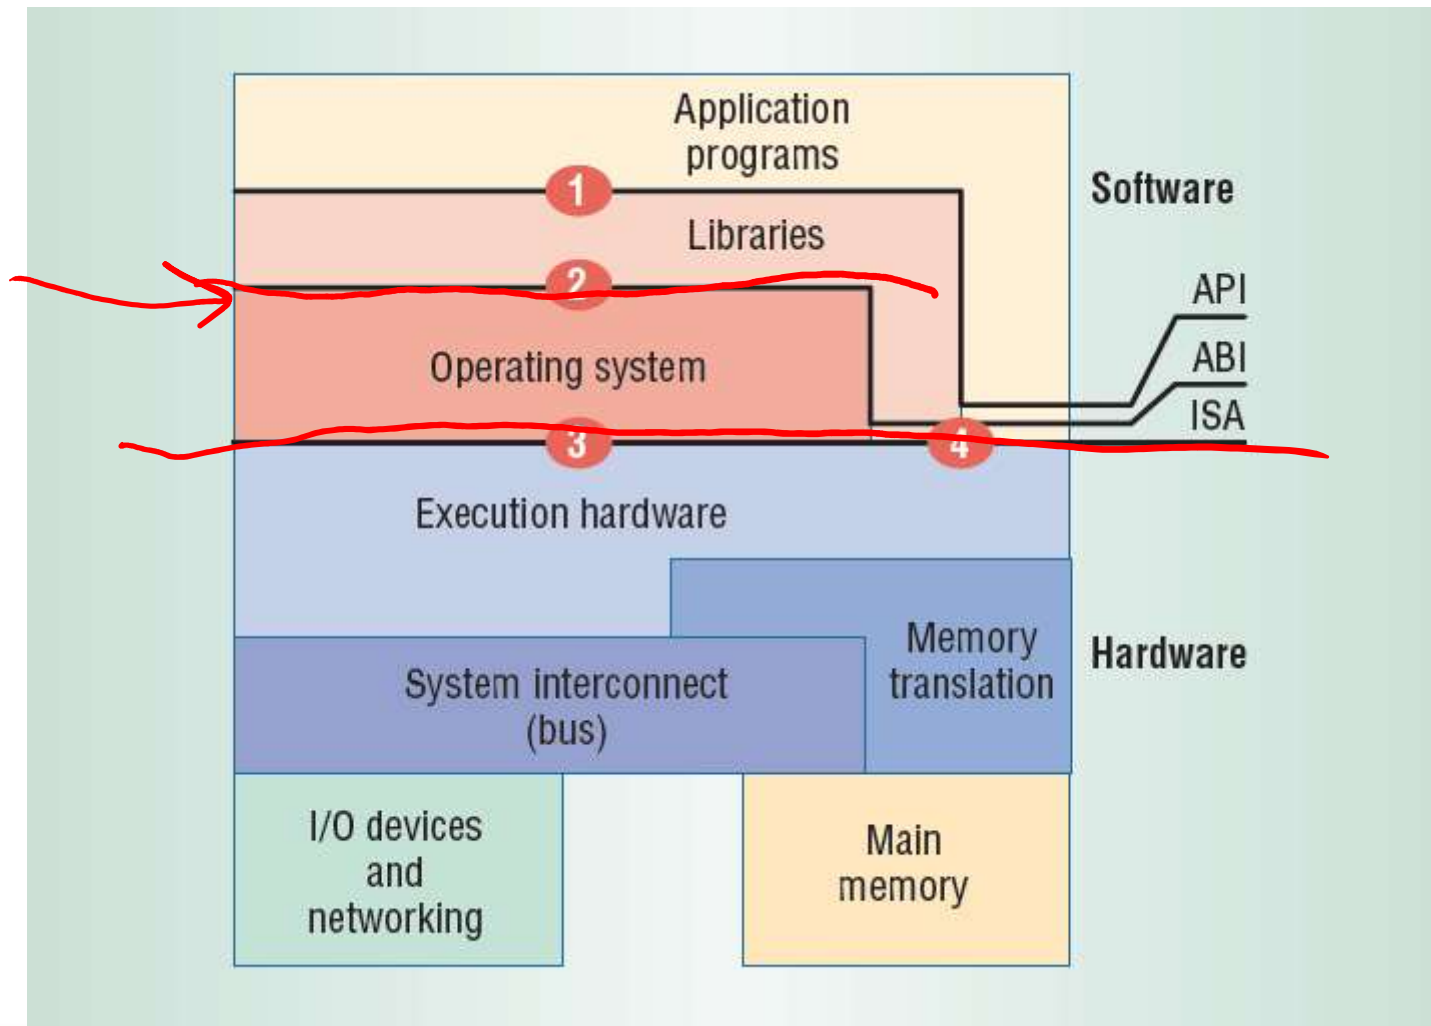 Application
programs
1
Software
Libraries
2
API
Operating system
ABI
ISA
3
4
Execution hardware
Memory
translation
Hardware
System interconnect
(bus)
I/O devices
and
networking
Main
memory